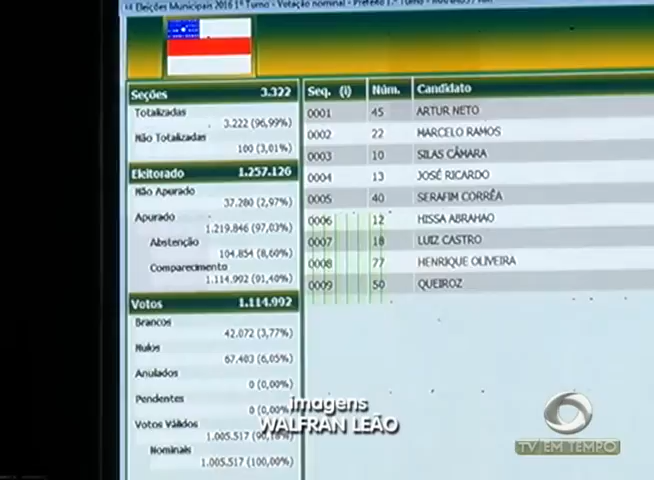 Eleições Municipais 2016 1º Turno - Votação nominal - Prefeito
Seções 3.322
Totalizadas
3.222 (96,99%)
Não Totalizadas
100 (3,01%)
Eleitorado 1.257.126
Não Apurado
37.280 (2,97%)
Apurado
1.219.846 (97,03%)
Abstenção
104.854 (8,60%)
Comparecimento
1.114.992 (91,40%)
Votos 1.114.992
Brancos
42.072 (3,77%)
Nulos
67.403 (6,05%)
Anulados
0 (0,00%)
Pendentes
0 (0,00%)
Votos Válidos
1.005.517 (90,18%)
Nominais
1.005.517 (100,00%)
Seq. (i) Núm. Candidato
0001 45 ARTUR NETO
0002 22 MARCELO RAMOS
0003 10 SILAS CÂMARA
0004 13 JOSÉ RICARDO
0005 40 SERAFIM CORRÊA
0006 12 HISSA ABRAHAO
0007 18 LUIZ CASTRO
0008 77 HENRIQUE OLIVEIRA
0009 50 QUEIROZ
imagens
WALFRAN LEÃO
TV EM TEMPO